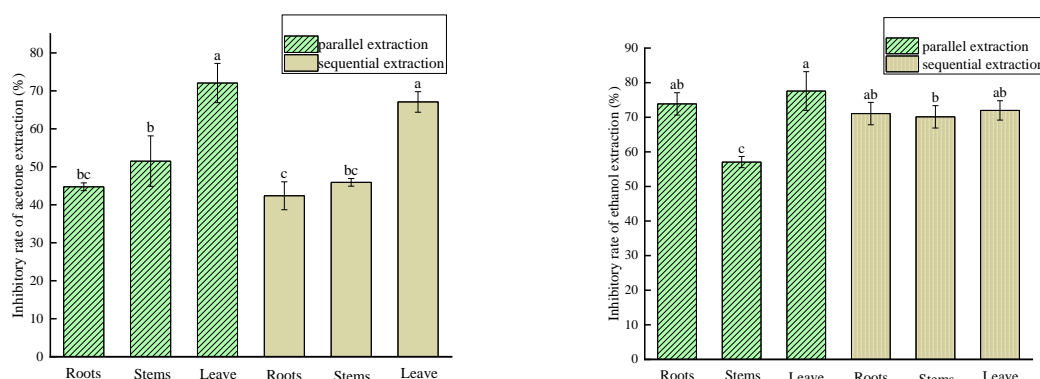 parallel extraction
sequential extraction
Inhibitory rate of acetone extraction (%)
80
70
60
50
40
30
20
10
0
bc
b
a
c
bc
a
Roots
Stems
Leave
Roots
Stems
Leave
parallel extraction
sequential extraction
Inhibitory rate of ethanol extraction (%)
90
80
70
60
50
40
30
20
10
0
ab
c
a
ab
b
ab
Roots
Stems
Leave
Roots
Stems
Leave